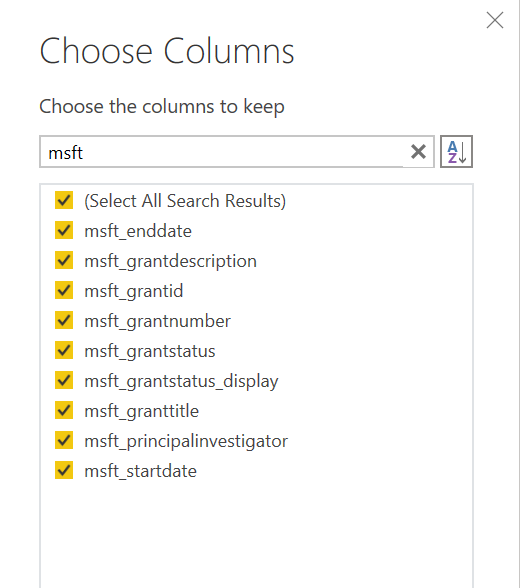 Choose Columns
Choose the columns to keep
msft
AZ
(Select All Search Results)
msft_enddate
msft_grantdescription
msft_grantid
msft_grantnumber
msft_grantstatus
msft_grantstatus_display
msft_granttitle
msft_principalinvestigator
msft_startdate